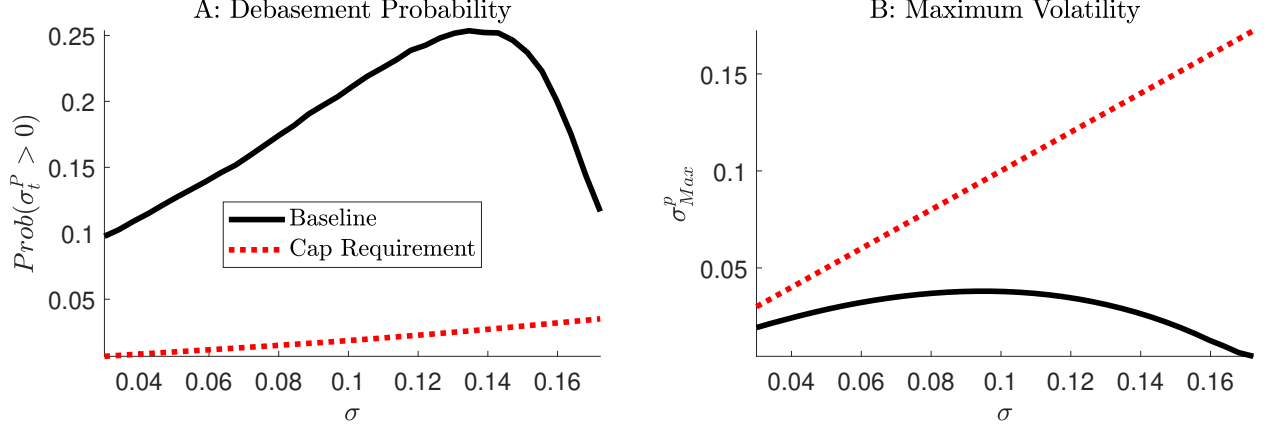 A: Debasement Probability
0.25
0.2
0.15
0.1
0.05
Prob(σ_t^P > 0)
Baseline
Cap Requirement
0.04 0.06 0.08 0.1 0.12 0.14 0.16
σ
B: Maximum Volatility
0.15
0.1
0.05
σ_{Max}^p
0.04 0.06 0.08 0.1 0.12 0.14 0.16
σ